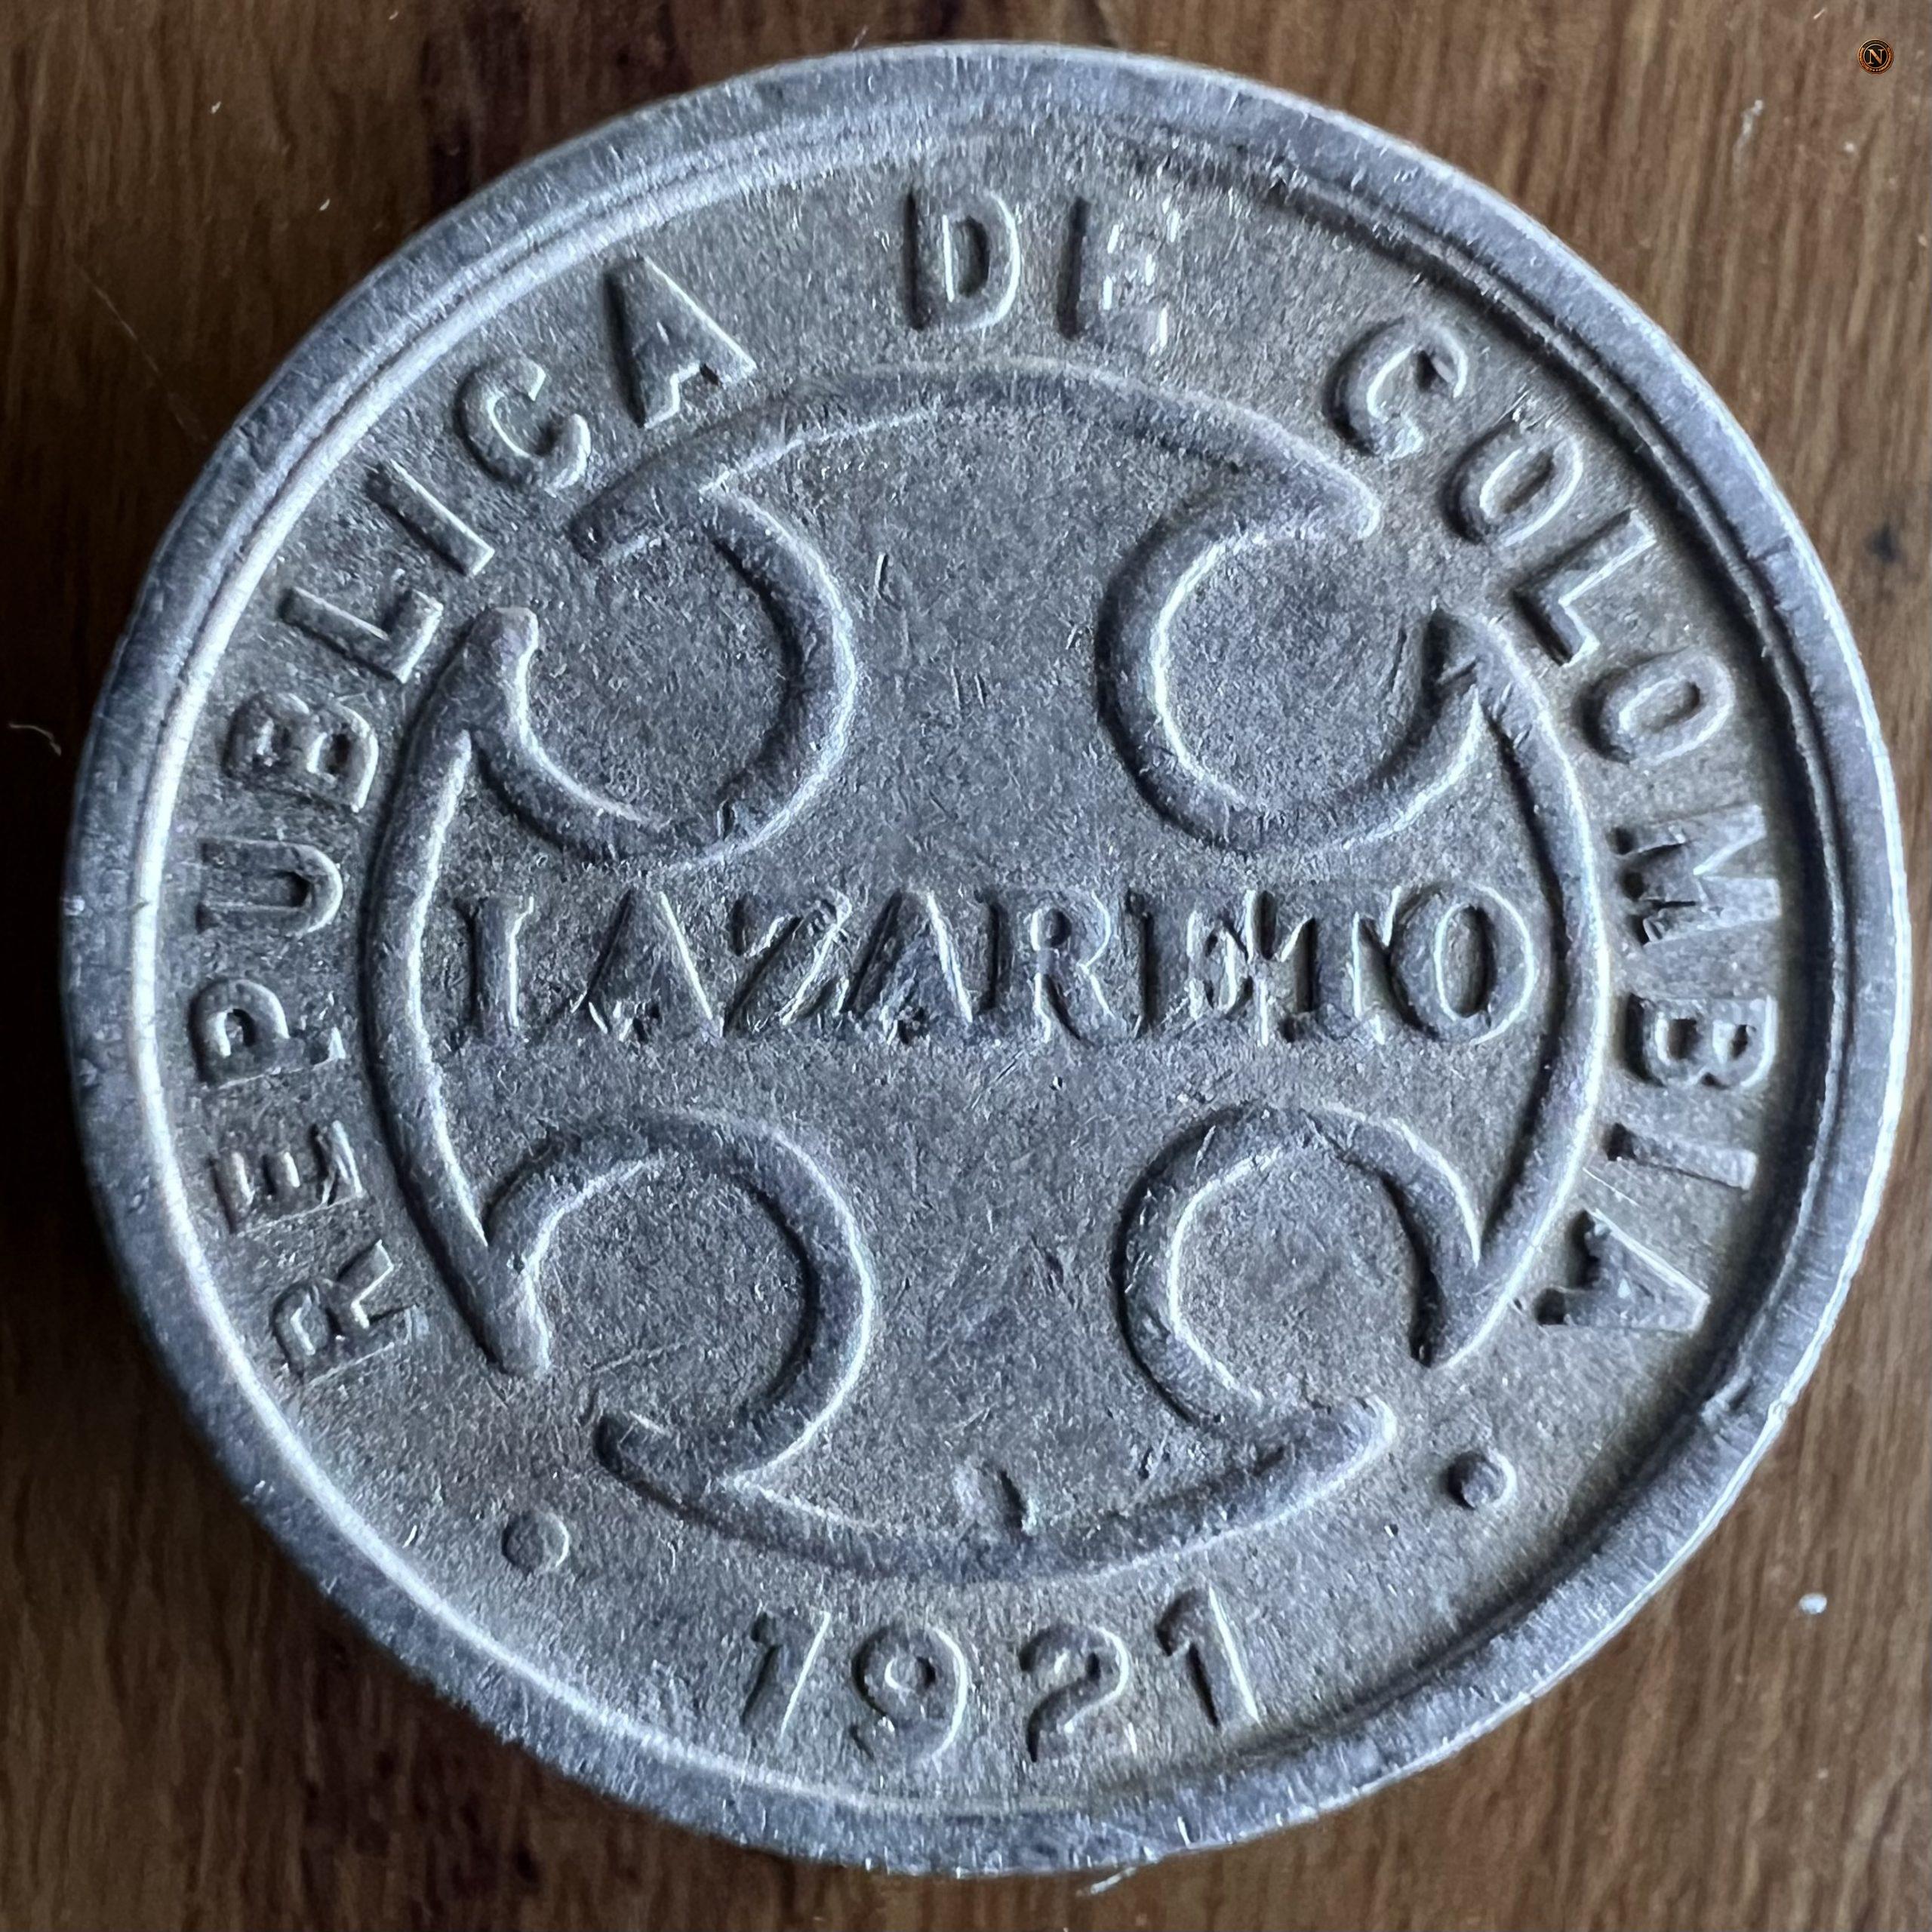 REPUBLICA DE COLOMBIA
LAZARETO
1921
N